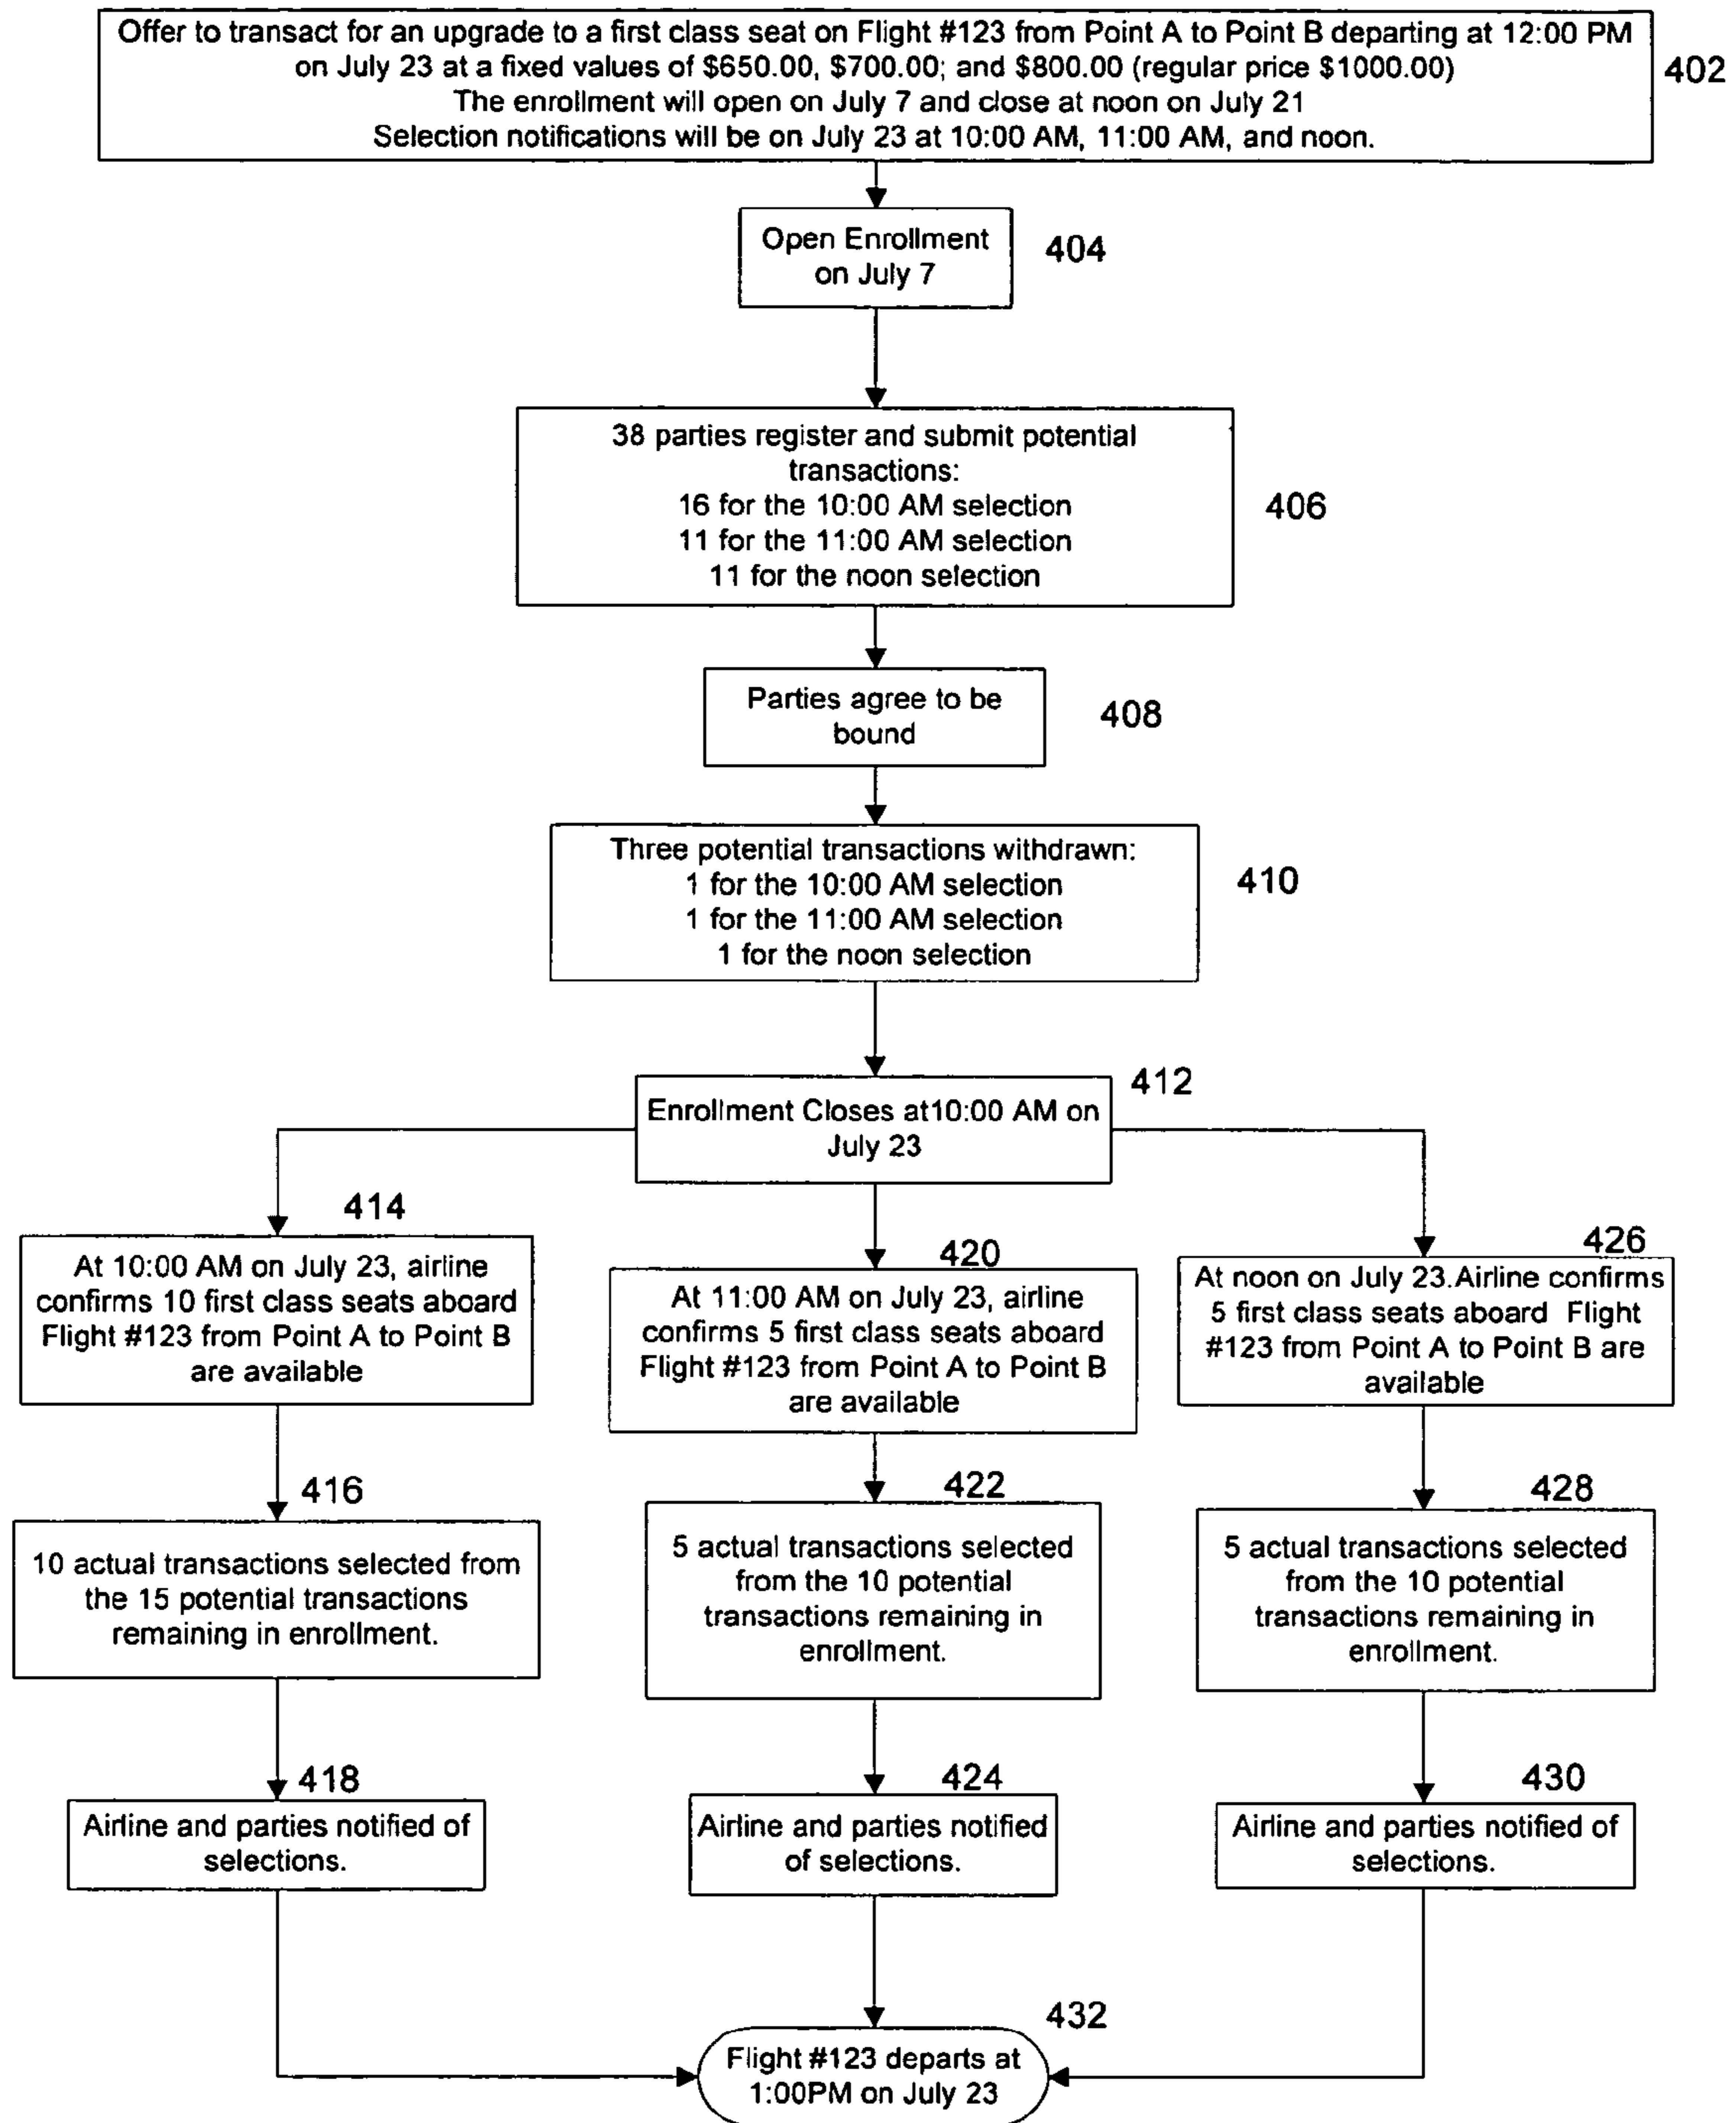 Offer to transact for an upgrade to a first class seat on Flight #123 from Point A to Point B departing at 12:00 PM
on July 23 at a fixed values of $650.00, $700.00; and $800.00 (regular price $1000.00)
The enrollment will open on July 7 and close at noon on July 21
Selection notifications will be on July 23 at 10:00 AM, 11:00 AM, and noon.
402
Open Enrollment
on July 7
404
38 parties register and submit potential
transactions:
16 for the 10:00 AM selection
11 for the 11:00 AM selection
11 for the noon selection
406
Parties agree to be
bound
408
Three potential transactions withdrawn:
1 for the 10:00 AM selection
1 for the 11:00 AM selection
1 for the noon selection
410
412
Enrollment Closes at10:00 AM on
July 23
414
At 10:00 AM on July 23, airline
confirms 10 first class seats aboard
Flight #123 from Point A to Point B
are available
420
At 11:00 AM on July 23, airline
confirms 5 first class seats aboard
Flight #123 from Point A to Point B
are available
426
At noon on July 23.Airline confirms
5 first class seats aboard Flight
#123 from Point A to Point B are
available
416
10 actual transactions selected from
the 15 potential transactions
remaining in enrollment.
422
5 actual transactions selected
from the 10 potential
transactions remaining in
enrollment.
428
5 actual transactions selected
from the 10 potential
transactions remaining in
enrollment.
418
Airline and parties notified of
selections.
424
Airline and parties notified
of selections.
430
Airline and parties notified of
selections.
432
Flight #123 departs at
1:00PM on July 23